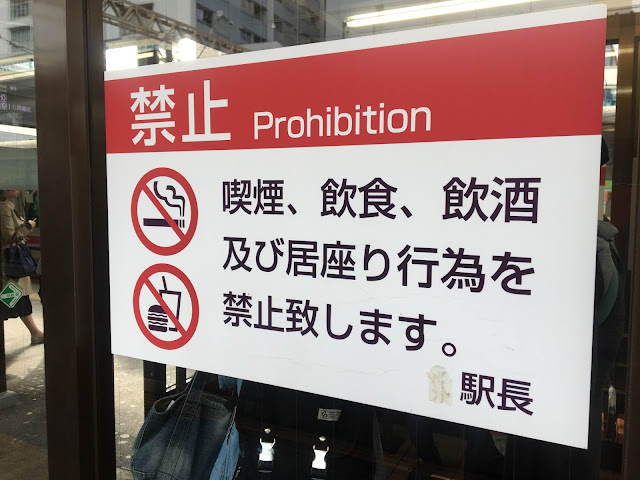 禁止 Prohibition
喫煙、飲食、飲酒
及び居座り行為を
禁止致します。
駅長